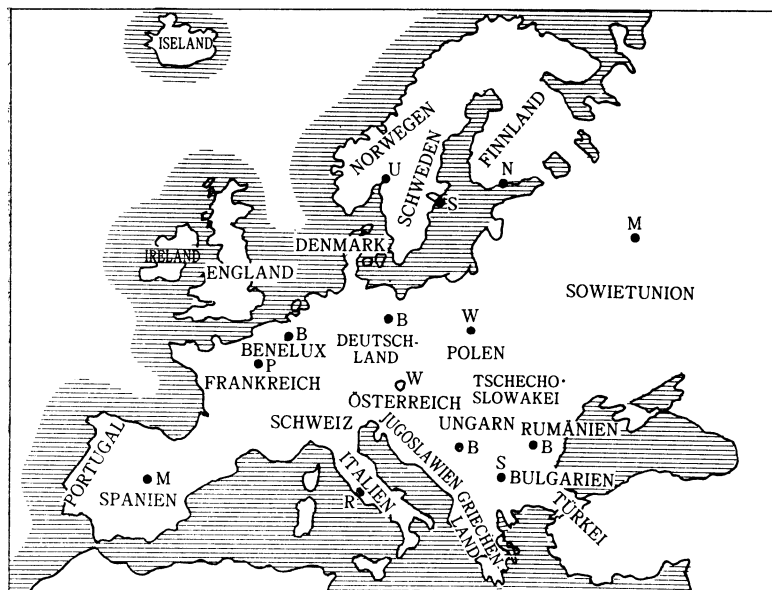 ISELAND
NORWEGEN
FINNLAND
U
SCHWEDEN
N
S
M
DENMARK
IRELAND
ENGLAND
SOWIETUNION
B
W
B
DEUTSCH-
LAND
BENELUX
POLEN
P
FRANKREICH
W
TSCHECHO-
SLOWAKEI
ÖSTERREICH
SCHWEIZ
UNGARN
RUMÄNIEN
JUGOSLAWIEN
B
B
PORTUGAL
ITALIEN
S
M
BULGARIEN
SPANIEN
R
GRIECHEN-
LAND
TÜRKEI